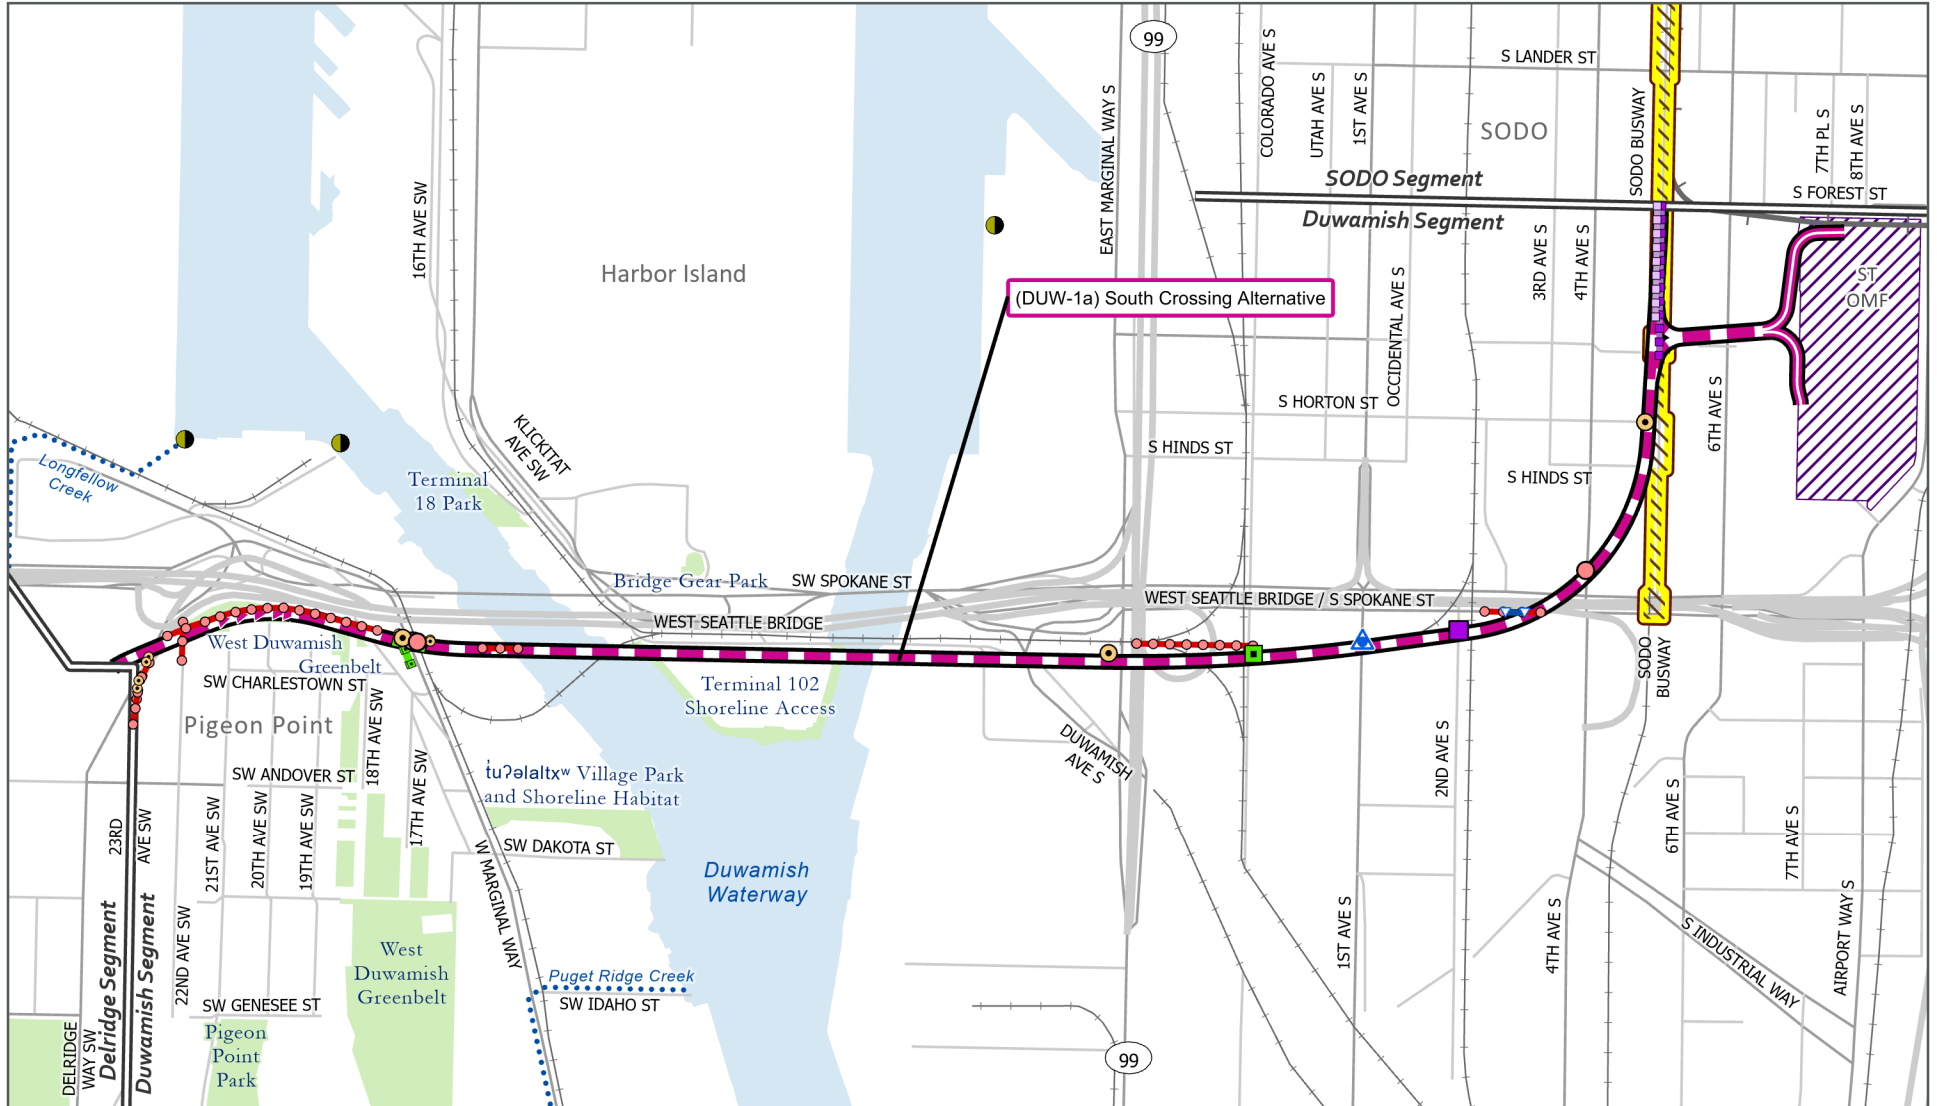 99
S LANDER ST
COLORADO AVE S
UTAH AVE S
1ST AVE S
SODO
SODO BUSWAY
7TH PL S
8TH AVE S
EAST MARGINAL WAY S
SODO Segment
Duwamish Segment
S FOREST ST
16TH AVE SW
Harbor Island
3RD AVE S
4TH AVE S
OCCIDENTAL AVE S
ST
OMF
(DUW-1a) South Crossing Alternative
6TH AVE S
S HORTON ST
KLICKITAT
AVE SW
S HINDS ST
S HINDS ST
Longfellow
Creek
Terminal
18 Park
Bridge Gear Park
SW SPOKANE ST
WEST SEATTLE BRIDGE / S SPOKANE ST
WEST SEATTLE BRIDGE
West Duwamish
Greenbelt
SW CHARLESTOWN ST
Terminal 102
Shoreline Access
SODO
BUSWAY
Pigeon Point
18TH AVE SW
17TH AVE SW
DUWAMISH
AVE S
2ND AVE S
SW ANDOVER ST
t̓uʔəlaltxʷ Village Park
and Shoreline Habitat
23RD
AVE SW
21ST AVE SW
20TH AVE SW
19TH AVE SW
6TH AVE S
7TH AVE S
W MARGINAL WAY
SW DAKOTA ST
Duwamish
Waterway
Delridge Segment
Duwamish Segment
22ND AVE SW
West
Duwamish
Greenbelt
1ST AVE S
4TH AVE S
S INDUSTRIAL WAY
AIRPORT WAY S
Puget Ridge Creek
SW IDAHO ST
SW GENESEE ST
Pigeon
Point
Park
DELRIDGE
WAY SW
99